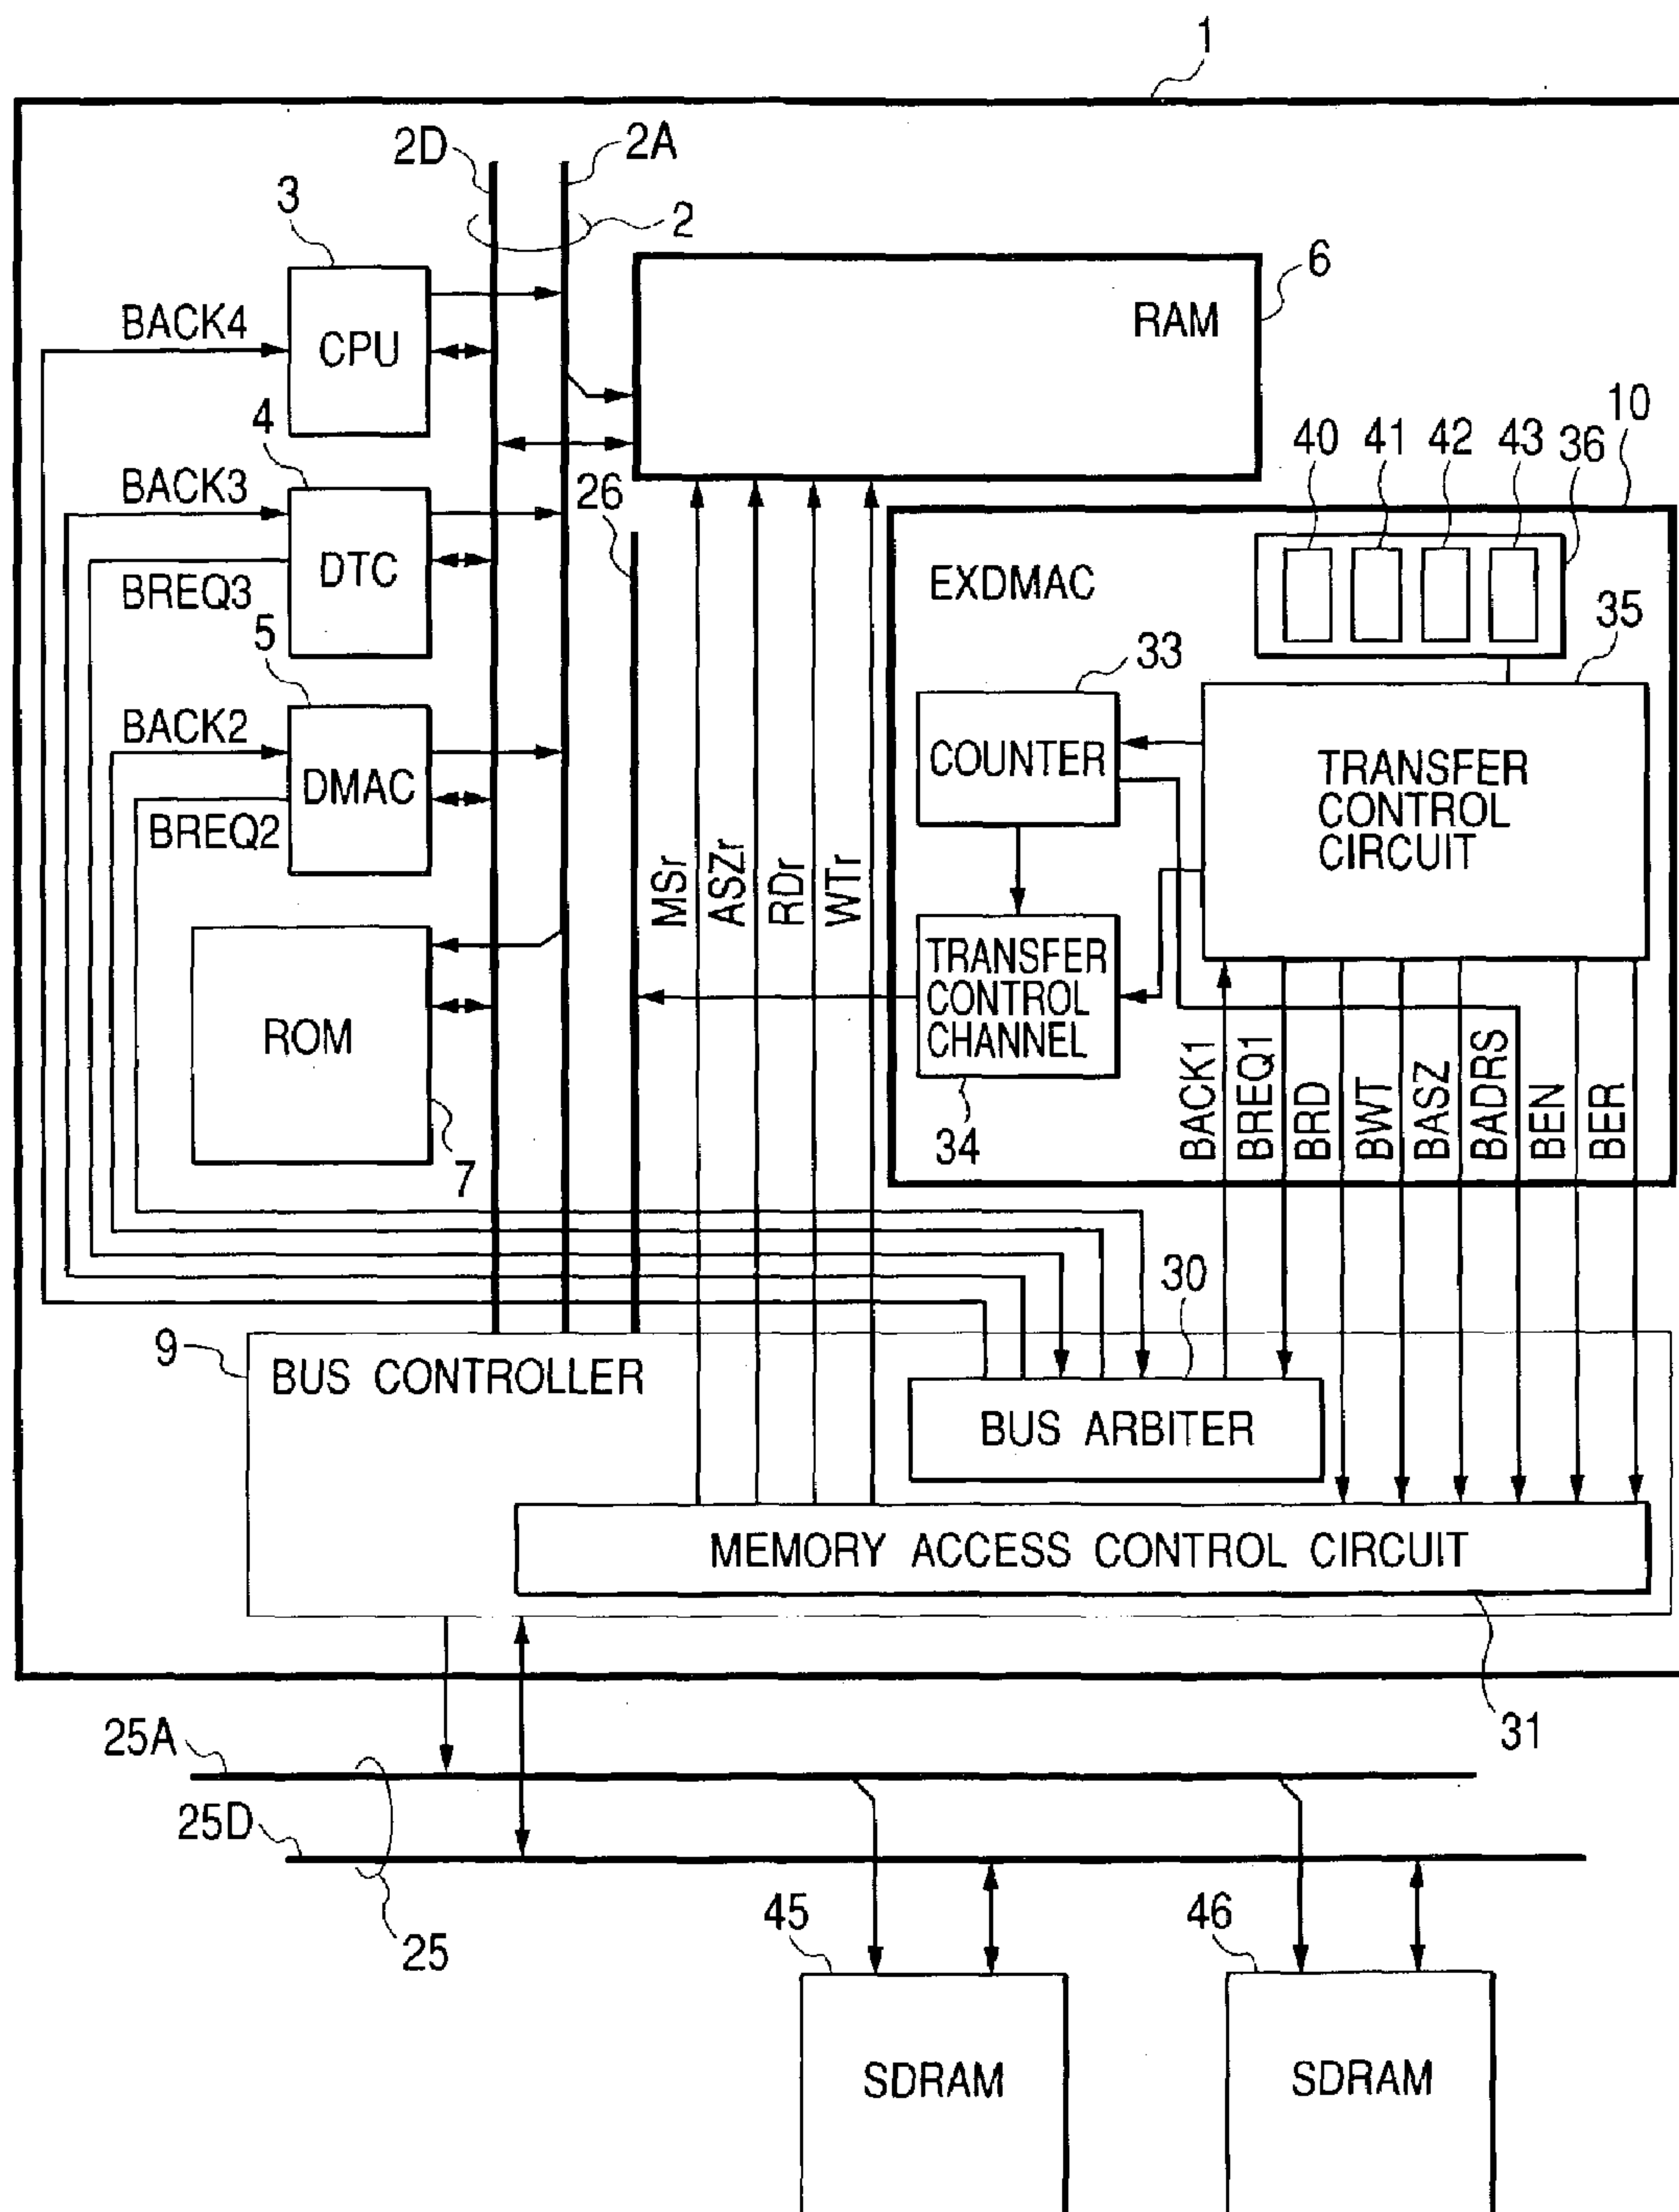 1
2D
2A
3
2
BACK4
CPU
RAM
6
4
BACK3
26
DTC
BREQ3
10
40
41
42
43
36
EXDMAC
35
5
33
BACK2
DMAC
BREQ2
COUNTER
TRANSFER
CONTROL
CIRCUIT
MSr
ASZr
RDr
WTr
TRANSFER
CONTROL
CHANNEL
ROM
34
7
BACK1
BREQ1
BRD
BWT
BASZ
BADRS
BEN
BER
30
9
BUS CONTROLLER
BUS ARBITER
MEMORY ACCESS CONTROL CIRCUIT
31
25A
25D
25
45
46
SDRAM
SDRAM